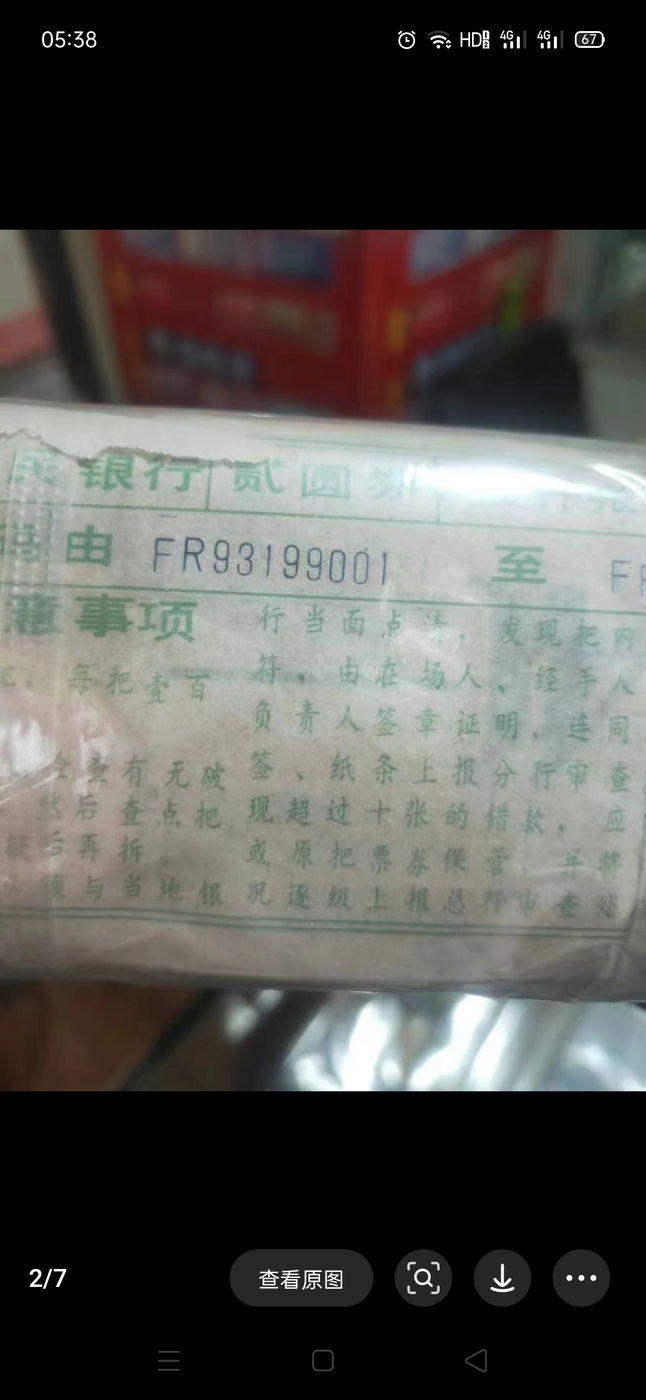 05:38
HD 4G 4G 67
银行 贰圆券
由 FR93199001 至 F
意事项
行当面点清，发现把内
符，由在场人、经手人
每把壹百
负责人签章证明，连同
查有无破
签、纸条上报分行审查
后查点把
现超过十张的错款，应
后再拆。
或原把票券保管，并将
须与当地银
况逐级上报总行审查处
2/7
查看原图